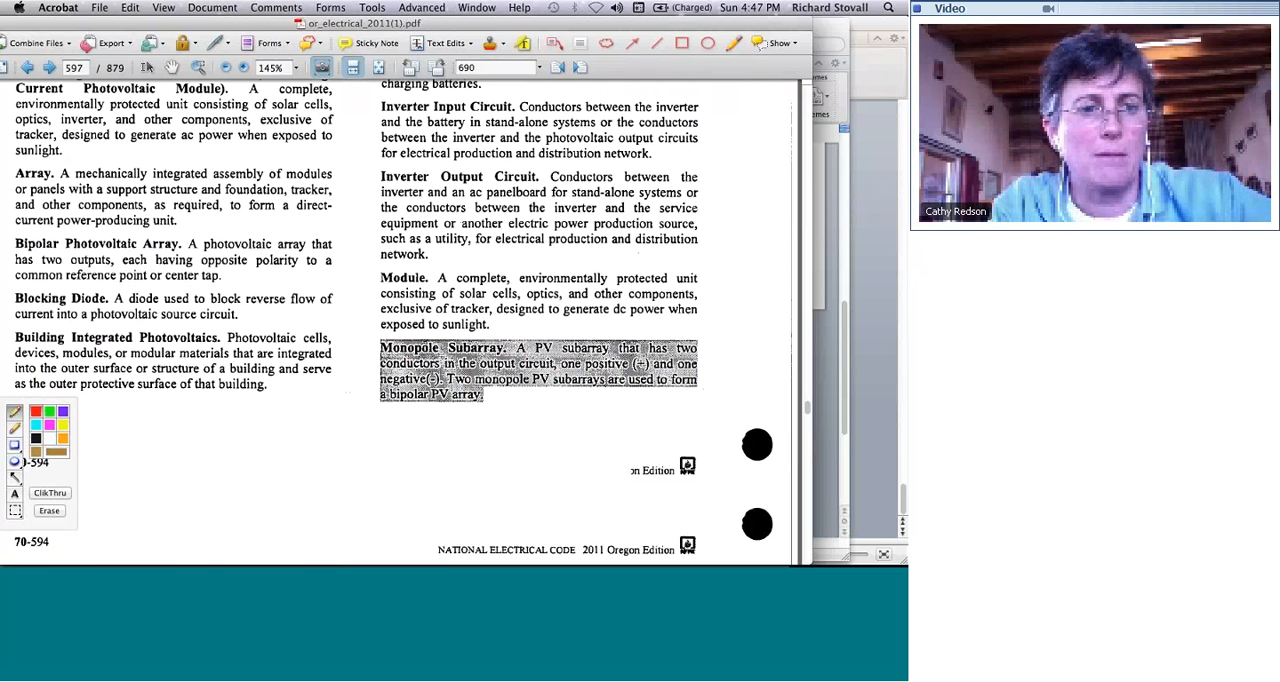 Acrobat File Edit View Document Comments Forms Tools Advanced Window Help (Charged) Sun 4:47 PM Richard Stovall
or_electrical_2011(1).pdf
Combine Files Export Forms Sticky Note Text Edits Show
597 / 879 145% 690
Current Photovoltaic Module). A complete,
environmentally protected unit consisting of solar cells,
optics, inverter, and other components, exclusive of
tracker, designed to generate ac power when exposed to
sunlight.
Array. A mechanically integrated assembly of modules
or panels with a support structure and foundation, tracker,
and other components, as required, to form a direct-
current power-producing unit.
Bipolar Photovoltaic Array. A photovoltaic array that
has two outputs, each having opposite polarity to a
common reference point or center tap.
Blocking Diode. A diode used to block reverse flow of
current into a photovoltaic source circuit.
Building Integrated Photovoltaics. Photovoltaic cells,
devices, modules, or modular materials that are integrated
into the outer surface or structure of a building and serve
as the outer protective surface of that building.
charging batteries.
Inverter Input Circuit. Conductors between the inverter
and the battery in stand-alone systems or the conductors
between the inverter and the photovoltaic output circuits
for electrical production and distribution network.
Inverter Output Circuit. Conductors between the
inverter and an ac panelboard for stand-alone systems or
the conductors between the inverter and the service
equipment or another electric power production source,
such as a utility, for electrical production and distribution
network.
Module. A complete, environmentally protected unit
consisting of solar cells, optics, and other components,
exclusive of tracker, designed to generate dc power when
exposed to sunlight.
Monopole Subarray. A PV subarray that has two
conductors in the output circuit, one positive (+) and one
negative(-). Two monopole PV subarrays are used to form
a bipolar PV array.
-594
on Edition
A
ClikThru
Erase
70-594
NATIONAL ELECTRICAL CODE 2011 Oregon Edition
Video
Cathy Redson